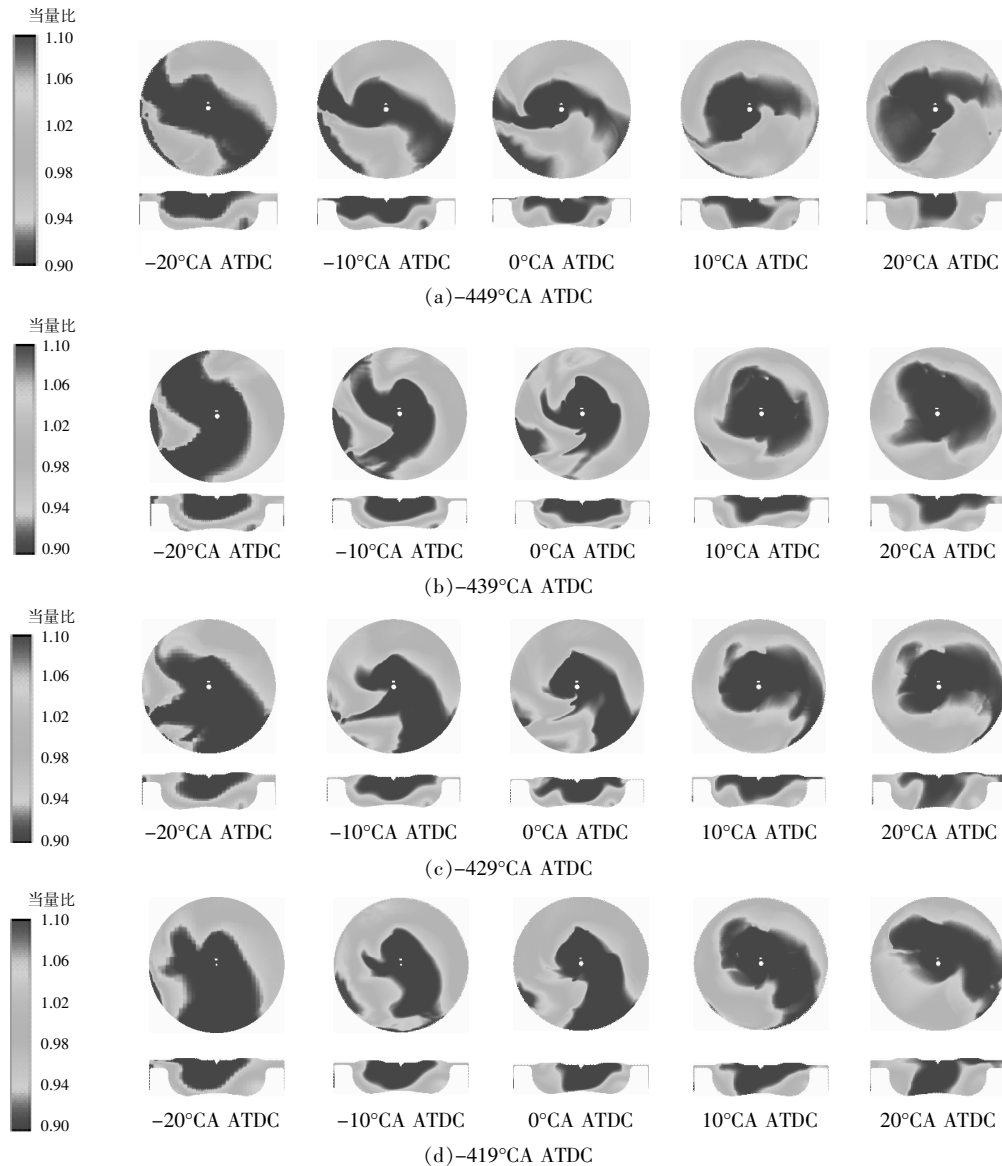 当量比
1.10
1.06
1.02
0.98
0.94
0.90
-20°CA ATDC -10°CA ATDC 0°CA ATDC 10°CA ATDC 20°CA ATDC
(a)-449°CA ATDC
当量比
1.10
1.06
1.02
0.98
0.94
0.90
-20°CA ATDC -10°CA ATDC 0°CA ATDC 10°CA ATDC 20°CA ATDC
(b)-439°CA ATDC
当量比
1.10
1.06
1.02
0.98
0.94
0.90
-20°CA ATDC -10°CA ATDC 0°CA ATDC 10°CA ATDC 20°CA ATDC
(c)-429°CA ATDC
当量比
1.10
1.06
1.02
0.98
0.94
0.90
-20°CA ATDC -10°CA ATDC 0°CA ATDC 10°CA ATDC 20°CA ATDC
(d)-419°CA ATDC